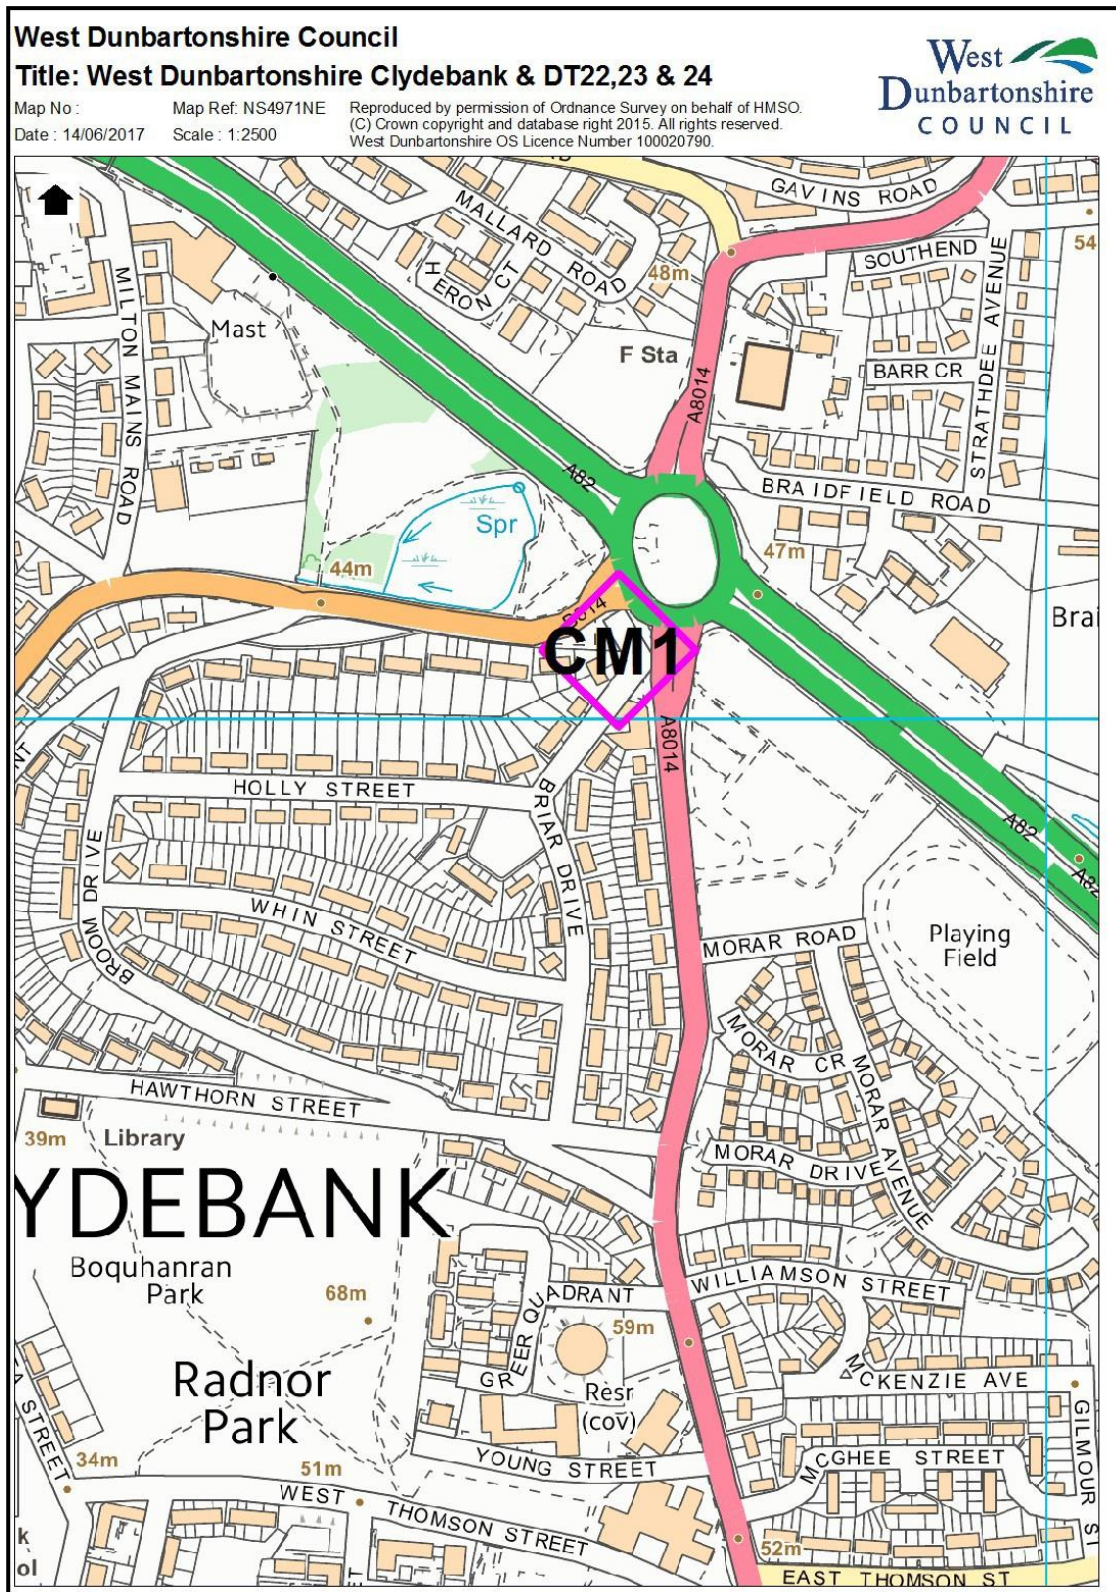 West Dunbartonshire Council
Title: West Dunbartonshire Clydebank & DT22,23 & 24
Map No :
Map Ref: NS4971NE
Date : 14/06/2017
Scale : 1:2500
Reproduced by permission of Ordnance Survey on behalf of HMSO.
(C) Crown copyright and database right 2015. All rights reserved.
West Dunbartonshire OS Licence Number 100020790.
West
Dunbartonshire
COUNCIL
GAVINS ROAD
MALLARD ROAD
HERON CT
48m
SOUTHEND
54
MILTON MAINS ROAD
Mast
F Sta
A8014
BARR CR
STRATHDEE AVENUE
A82
BRAIDFIELD ROAD
Spr
47m
44m
Brai
CM1
A8014
HOLLY STREET
BRIAR DRIVE
A82
A82
BROOM DRIVE
WHIN STREET
MORAR ROAD
Playing
Field
MORAR CR
MORAR AVENUE
HAWTHORN STREET
39m
Library
MORAR DRIVE
YDEBANK
Boquhanran
Park
68m
WILLIAMSON STREET
GREER QUADRANT
59m
Radnor
Park
Resr
(cov)
MCKENZIE AVE
GILMOUR ST
STREET
34m
51m
YOUNG STREET
MCGHEE STREET
WEST THOMSON STREET
52m
k
ol
EAST THOMSON ST